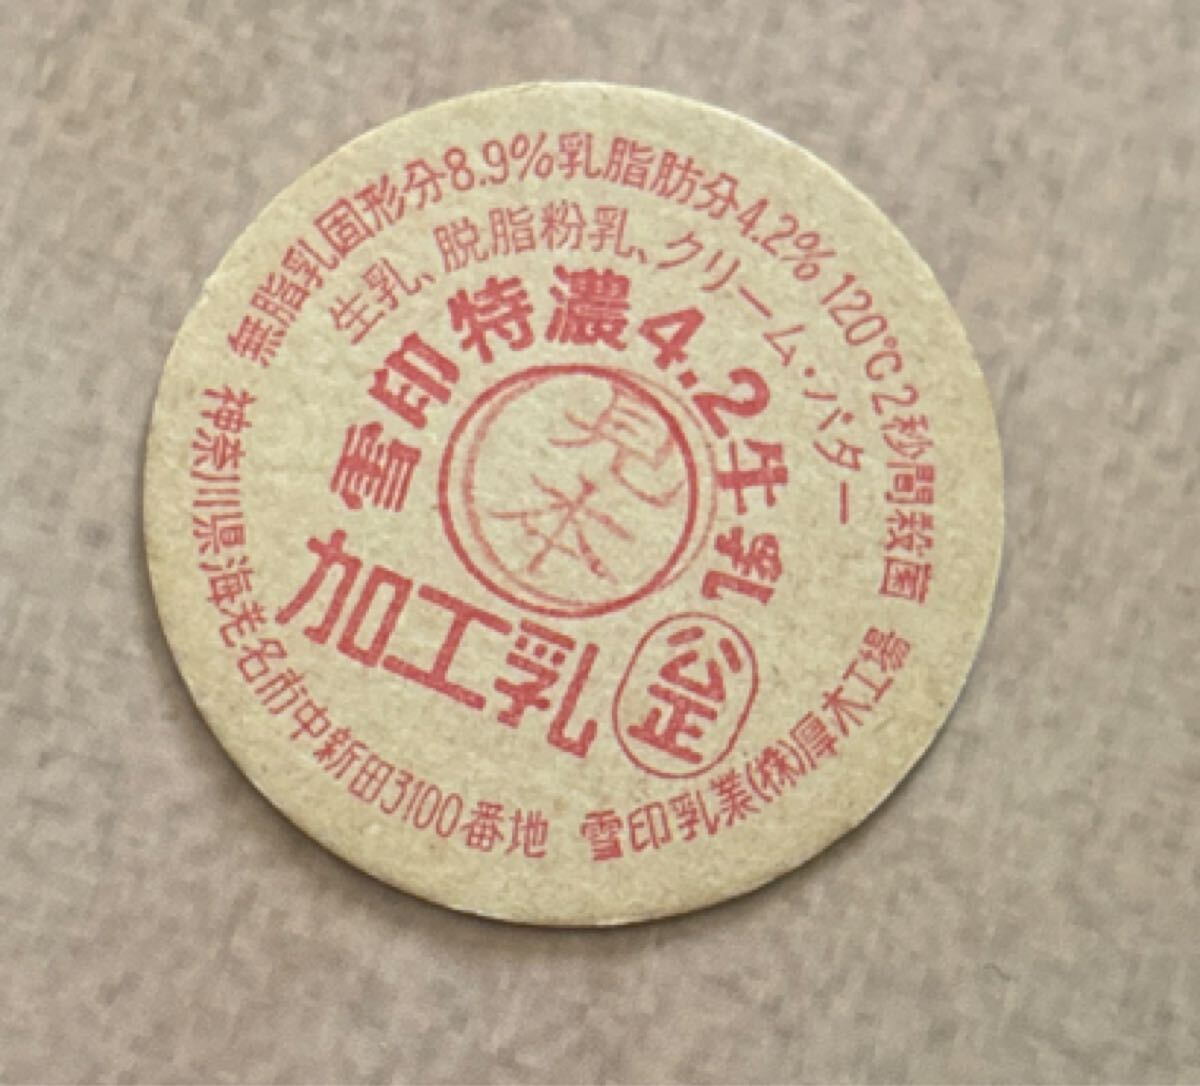 無脂乳固形分8.9%乳脂肪分4.2% 120℃2秒間殺菌
生乳、脱脂粉乳、クリーム・バター
雪印特濃4.2生乳
見本
加工乳
公正
神奈川県海老名市中新田3100番地
雪印乳業(株)厚木工場